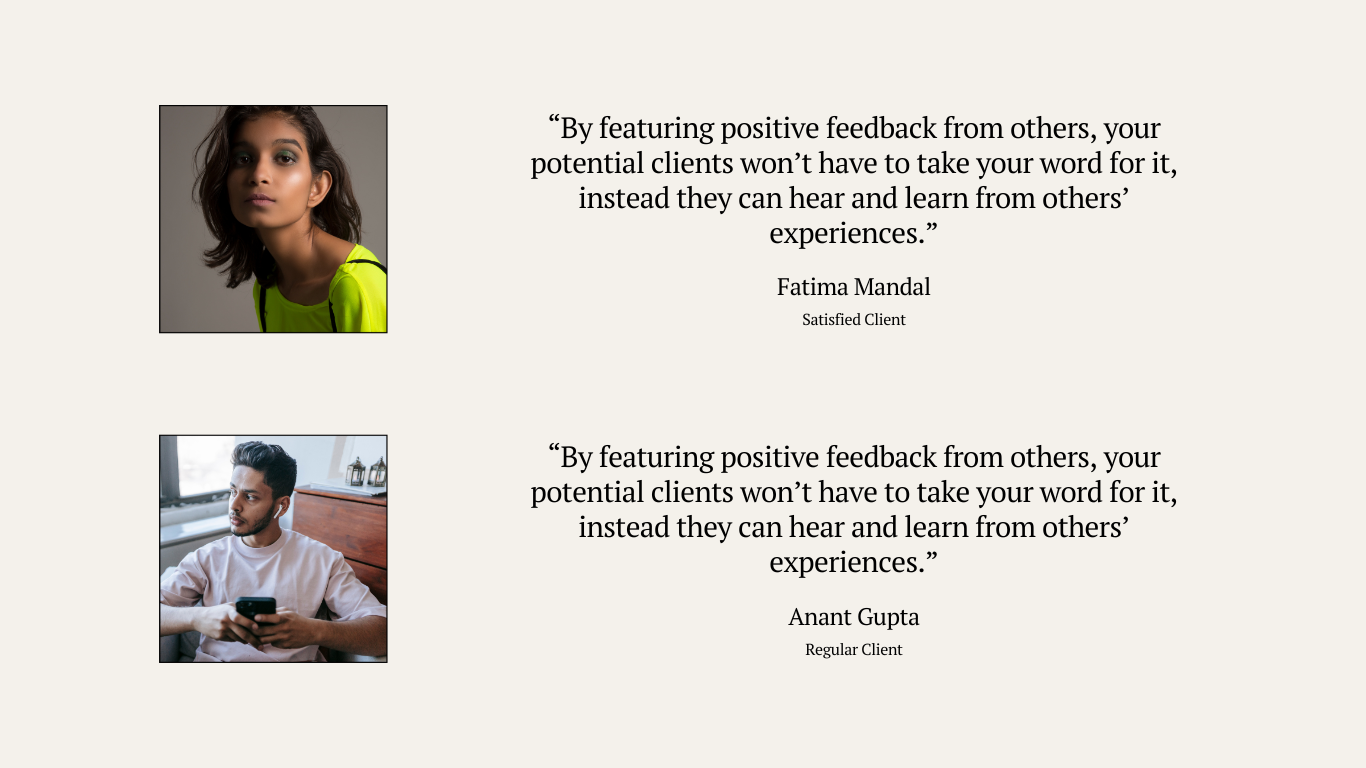 “By featuring positive feedback from others, your
potential clients won’t have to take your word for it,
instead they can hear and learn from others’
experiences.”
Fatima Mandal
Satisfied Client
“By featuring positive feedback from others, your
potential clients won’t have to take your word for it,
instead they can hear and learn from others’
experiences.”
Anant Gupta
Regular Client